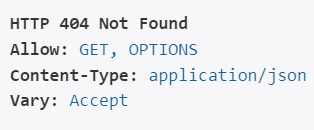 HTTP 404 Not Found
Allow: GET, OPTIONS
Content-Type: application/json
Vary: Accept